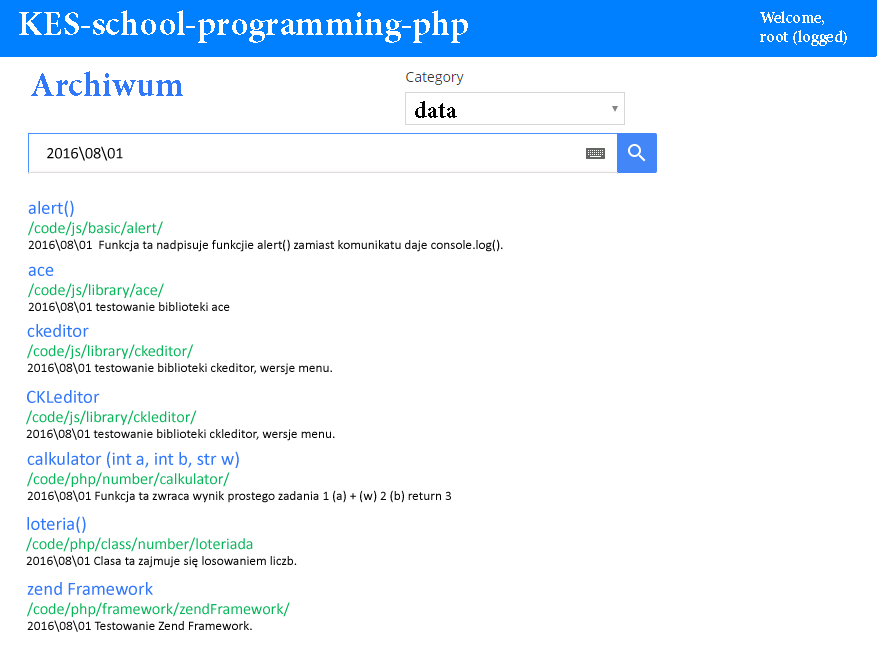 KES-school-programming-php
Welcome,
root (logged)
Archiwum
Category
data
2016\08\01
alert()
/code/js/basic/alert/
2016\08\01  Funkcja ta nadpisuje funkcjie alert() zamiast komunikatu daje console.log().
ace
/code/js/library/ace/
2016\08\01 testowanie biblioteki ace
ckeditor
/code/js/library/ckeditor/
2016\08\01 testowanie biblioteki ckeditor, wersje menu.
CKLeditor
/code/js/library/ckleditor/
2016\08\01 testowanie biblioteki ckleditor, wersje menu.
calkulator (int a, int b, str w)
/code/php/number/calkulator/
2016\08\01 Funkcja ta zwraca wynik prostego zadania 1 (a) + (w) 2 (b) return 3
loteria()
/code/php/class/number/loteriada
2016\08\01 Clasa ta zajmuje się losowaniem liczb.
zend Framework
/code/php/framework/zendFramework/
2016\08\01 Testowanie Zend Framework.